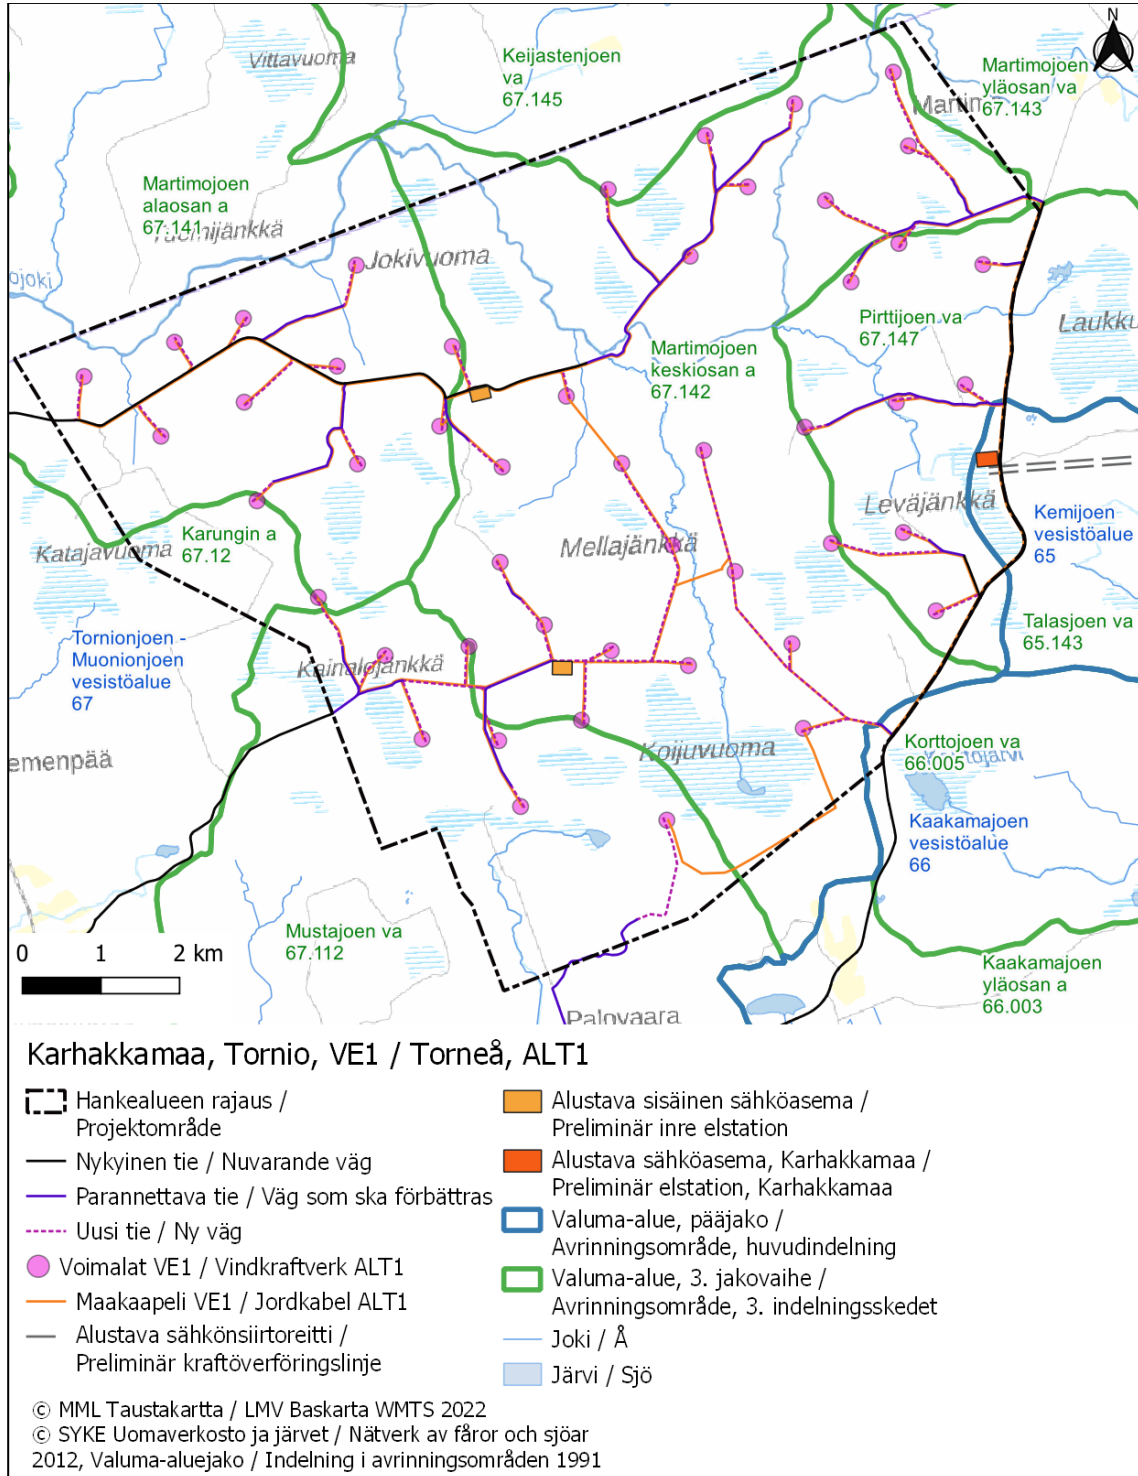 N
Vittavuoma
Keijastenjoen
va
67.145
Martimojoen
yläosan va
67.143
Martimojoen
alaosan a
67.141
Jokivuoma
Pirttijoen va
67.147
Martimojoen
keskiosan a
67.142
Leväjänkkä
Karungin a
67.12
Katajavuoma
Mellajänkkä
Kemijoen
vesistöalue
65
Tornionjoen -
Muonionjoen
vesistöalue
67
Talasjoen va
65.143
Kainalojänkkä
Koijuvuoma
Korttojoen va
66.005
Kaakamajoen
vesistöalue
66
Mustajoen va
67.112
Kaakamajoen
yläosan a
66.003
0 1 2 km
Palovaara
Karhakkamaa, Tornio, VE1 / Torneå, ALT1
Hankealueen rajaus /
Projektområde
Nykyinen tie / Nuvarande väg
Parannettava tie / Väg som ska förbättras
Uusi tie / Ny väg
Voimalat VE1 / Vindkraftverk ALT1
Maakaapeli VE1 / Jordkabel ALT1
Alustava sähkönsiirtoreitti /
Preliminär kraftöverföringslinje
Alustava sisäinen sähköasema /
Preliminär inre elstation
Alustava sähköasema, Karhakkamaa /
Preliminär elstation, Karhakkamaa
Valuma-alue, pääjako /
Avrinningsområde, huvudindelning
Valuma-alue, 3. jakovaihe /
Avrinningsområde, 3. indelningsskedet
Joki / Å
Järvi / Sjö
© MML Taustakartta / LMV Baskarta WMTS 2022
© SYKE Uomaverkosto ja järvet / Nätverk av fåror och sjöar
2012, Valuma-aluejako / Indelning i avrinningsområden 1991